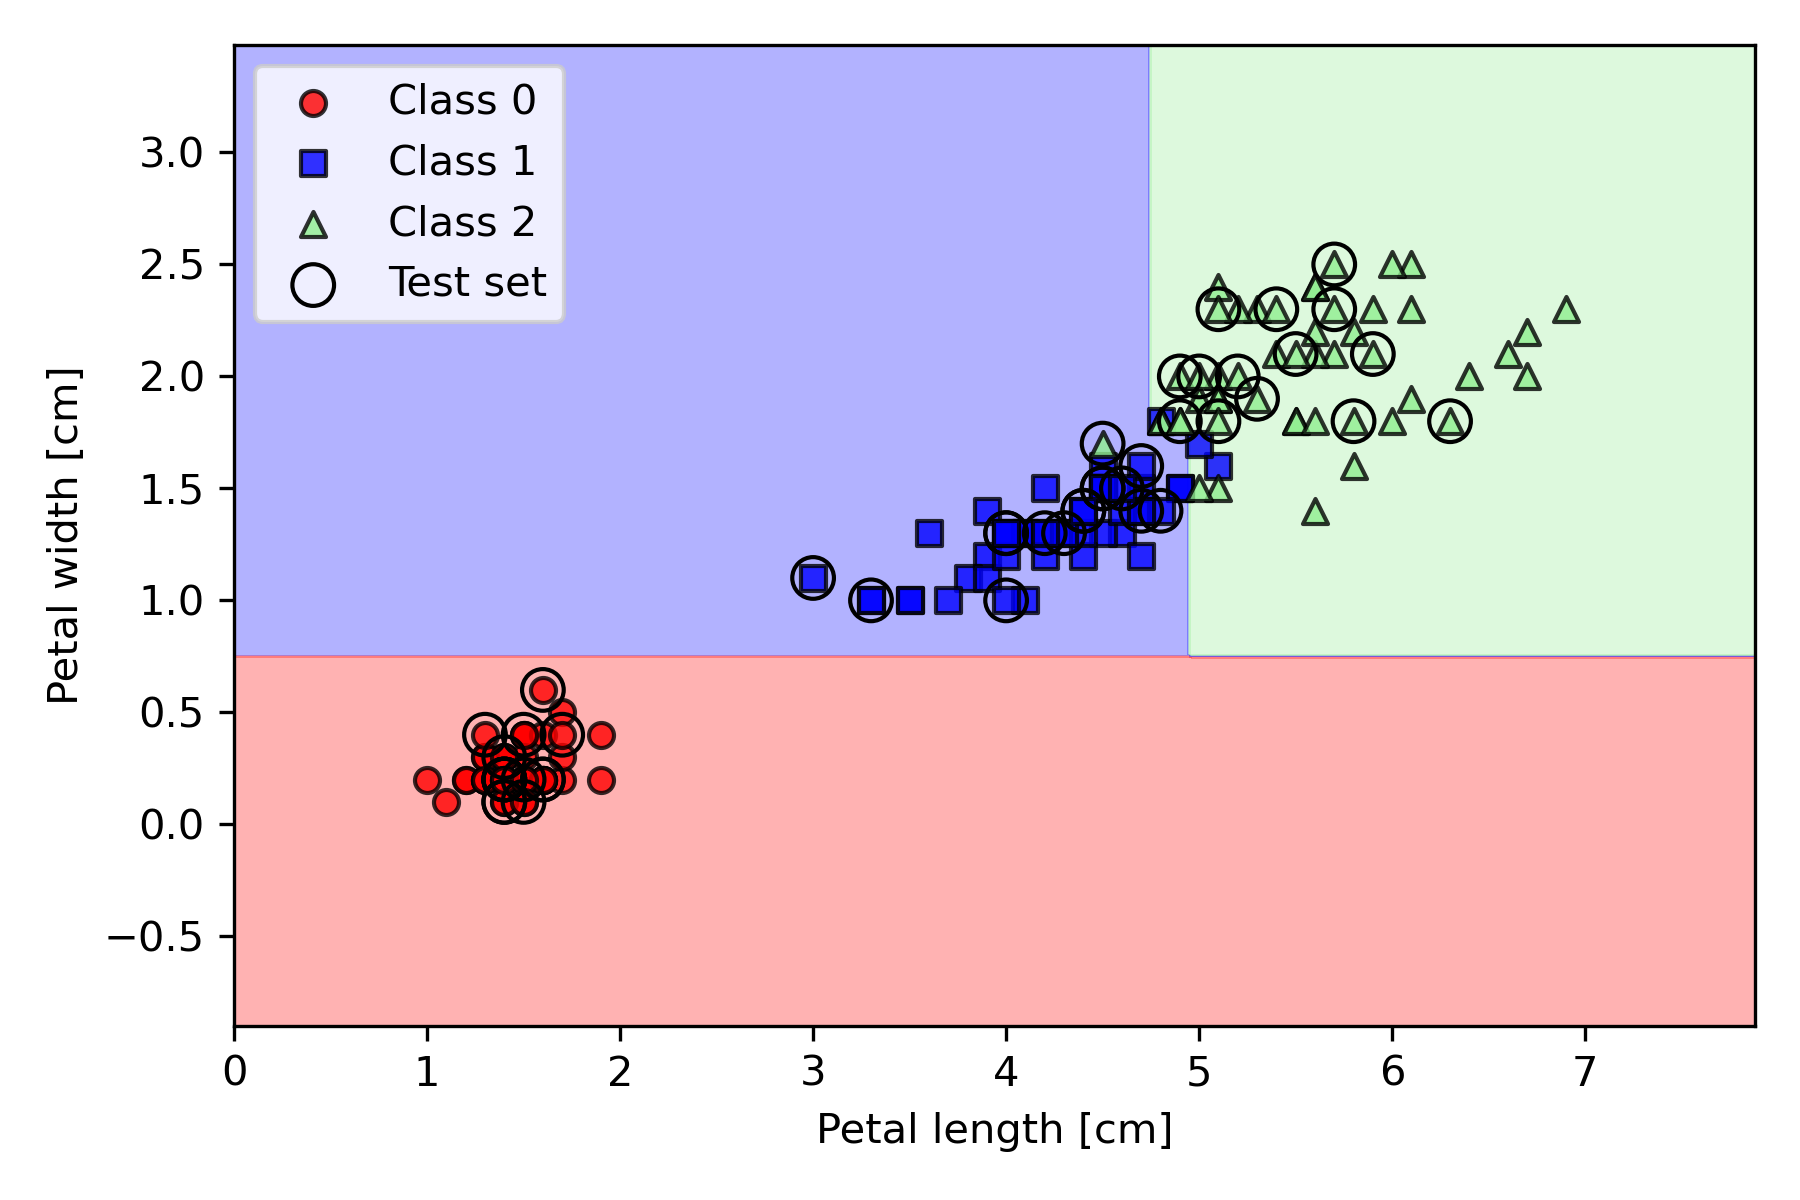 Class 0
Class 1
Class 2
Test set
3.0
2.5
2.0
1.5
1.0
0.5
0.0
−0.5
Petal width [cm]
0 1 2 3 4 5 6 7
Petal length [cm]